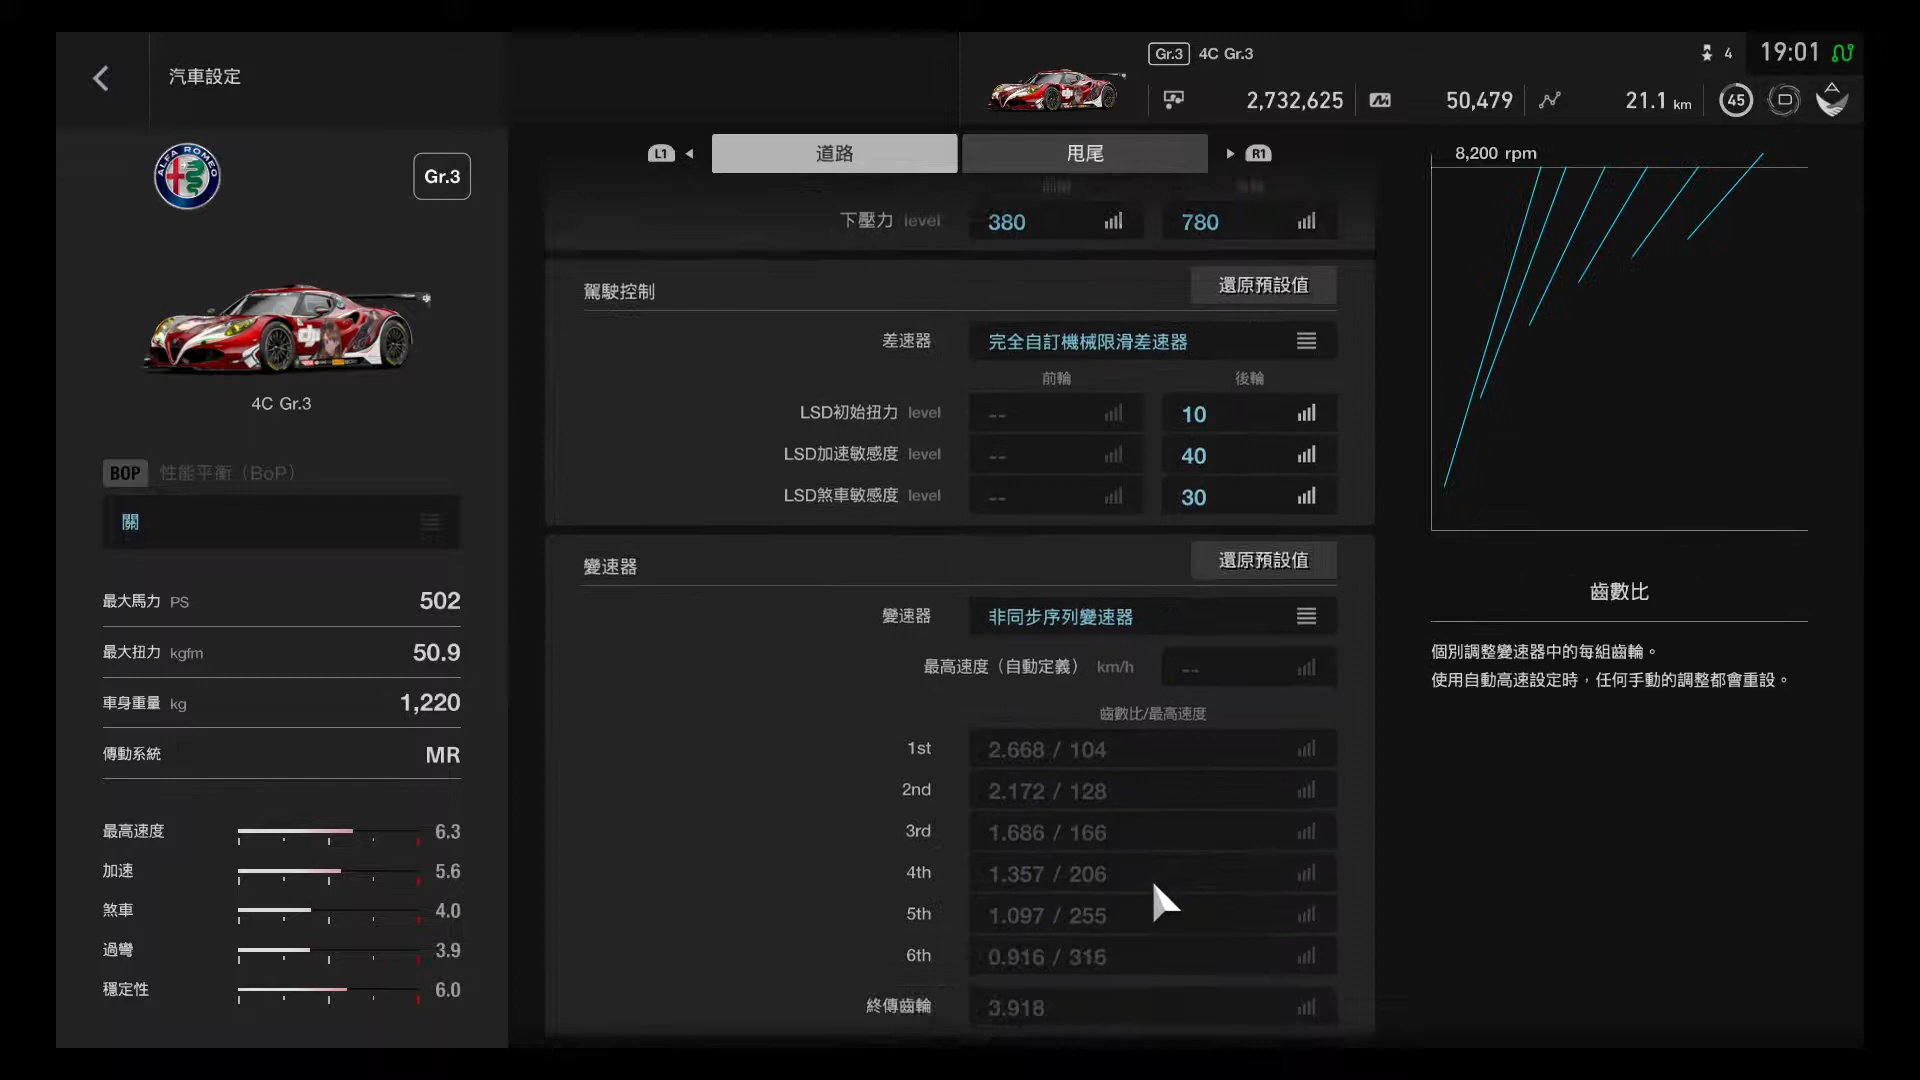 汽車設定
Gr.3 4C Gr.3
4
19:01
2,732,625
50,479
21.1 km
45
ALFA ROMEO
Gr.3
4C Gr.3
BOP 性能平衡（BoP）
關
最大馬力 PS 502
最大扭力 kgfm 50.9
車身重量 kg 1,220
傳動系統 MR
最高速度 6.3
加速 5.6
煞車 4.0
過彎 3.9
穩定性 6.0
L1 道路 甩尾 R1
前輪 後輪
下壓力 level 380 780
駕駛控制 還原預設值
差速器 完全自訂機械限滑差速器
前輪 後輪
LSD初始扭力 level -- 10
LSD加速敏感度 level -- 40
LSD煞車敏感度 level -- 30
變速器 還原預設值
變速器 非同步序列變速器
最高速度（自動定義） km/h --
齒數比/最高速度
1st 2.668 / 104
2nd 2.172 / 128
3rd 1.686 / 166
4th 1.357 / 206
5th 1.097 / 255
6th 0.916 / 316
終傳齒輪 3.918
8,200 rpm
齒數比
個別調整變速器中的每組齒輪。
使用自動高速設定時，任何手動的調整都會重設。